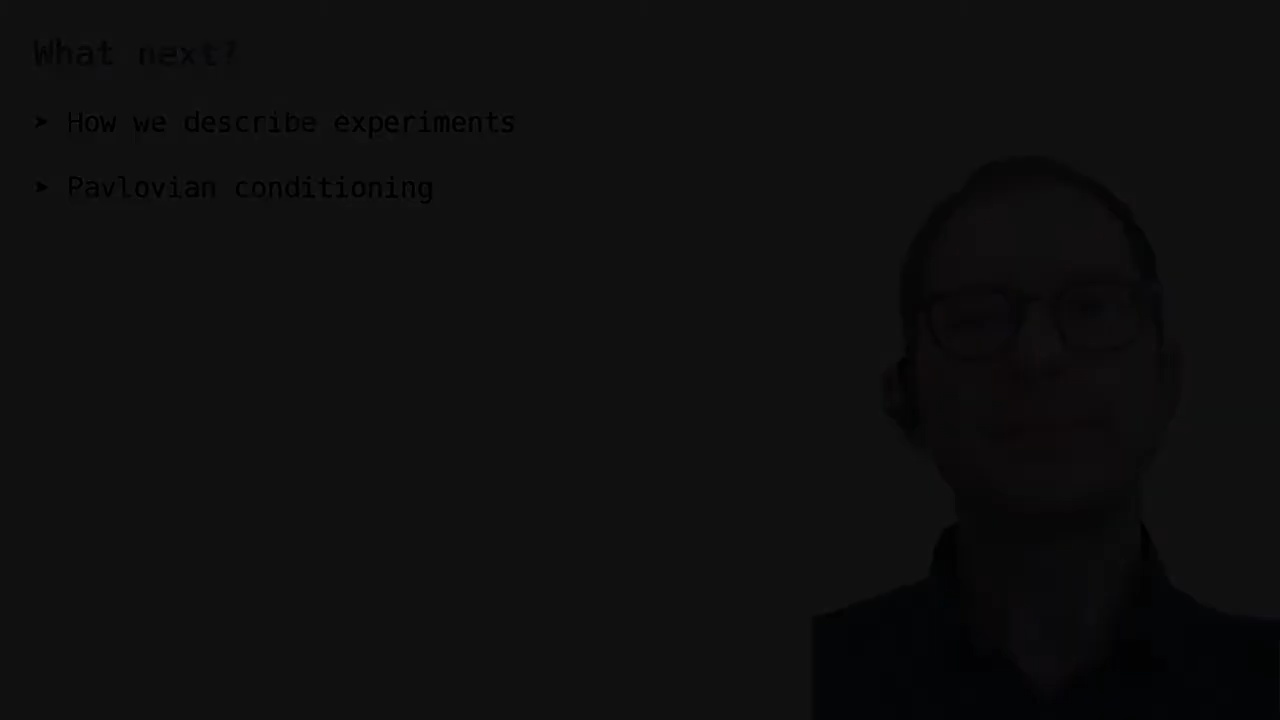 What next?
➤ How we describe experiments
➤ Pavlovian conditioning